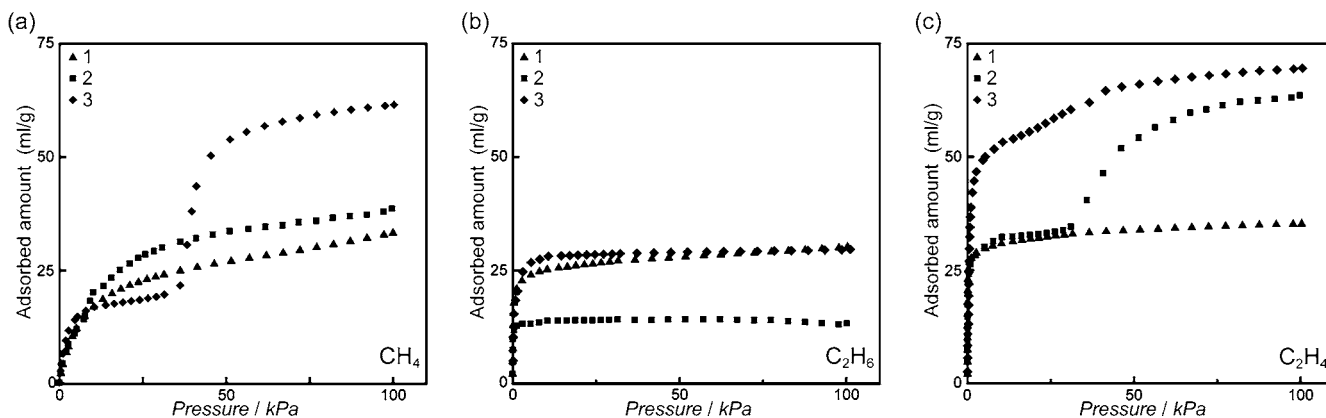 (a)
75
50
25
0
▲ 1
■ 2
◆ 3
Adsorbed amount (ml/g)
CH4
0 50 100
Pressure / kPa
(b)
75
50
25
0
▲ 1
■ 2
◆ 3
Adsorbed amount (ml/g)
C2H6
0 50 100
Pressure / kPa
(c)
75
50
25
0
▲ 1
■ 2
◆ 3
Adsorbed amount (ml/g)
C2H4
0 50 100
Pressure / kPa